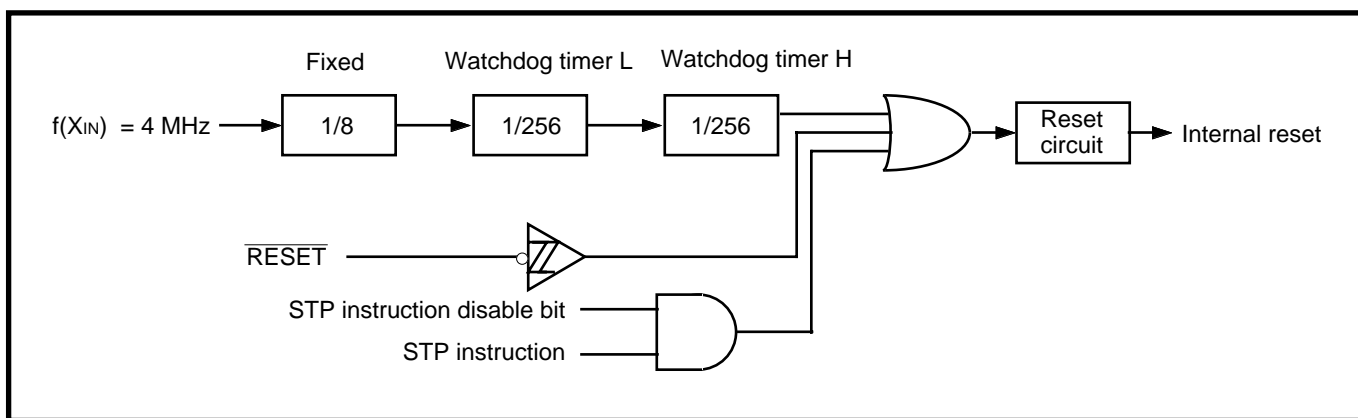 Fixed
Watchdog timer L
Watchdog timer H
f(XIN) = 4 MHz
1/8
1/256
1/256
Reset
circuit
Internal reset
RESET
STP instruction disable bit
STP instruction